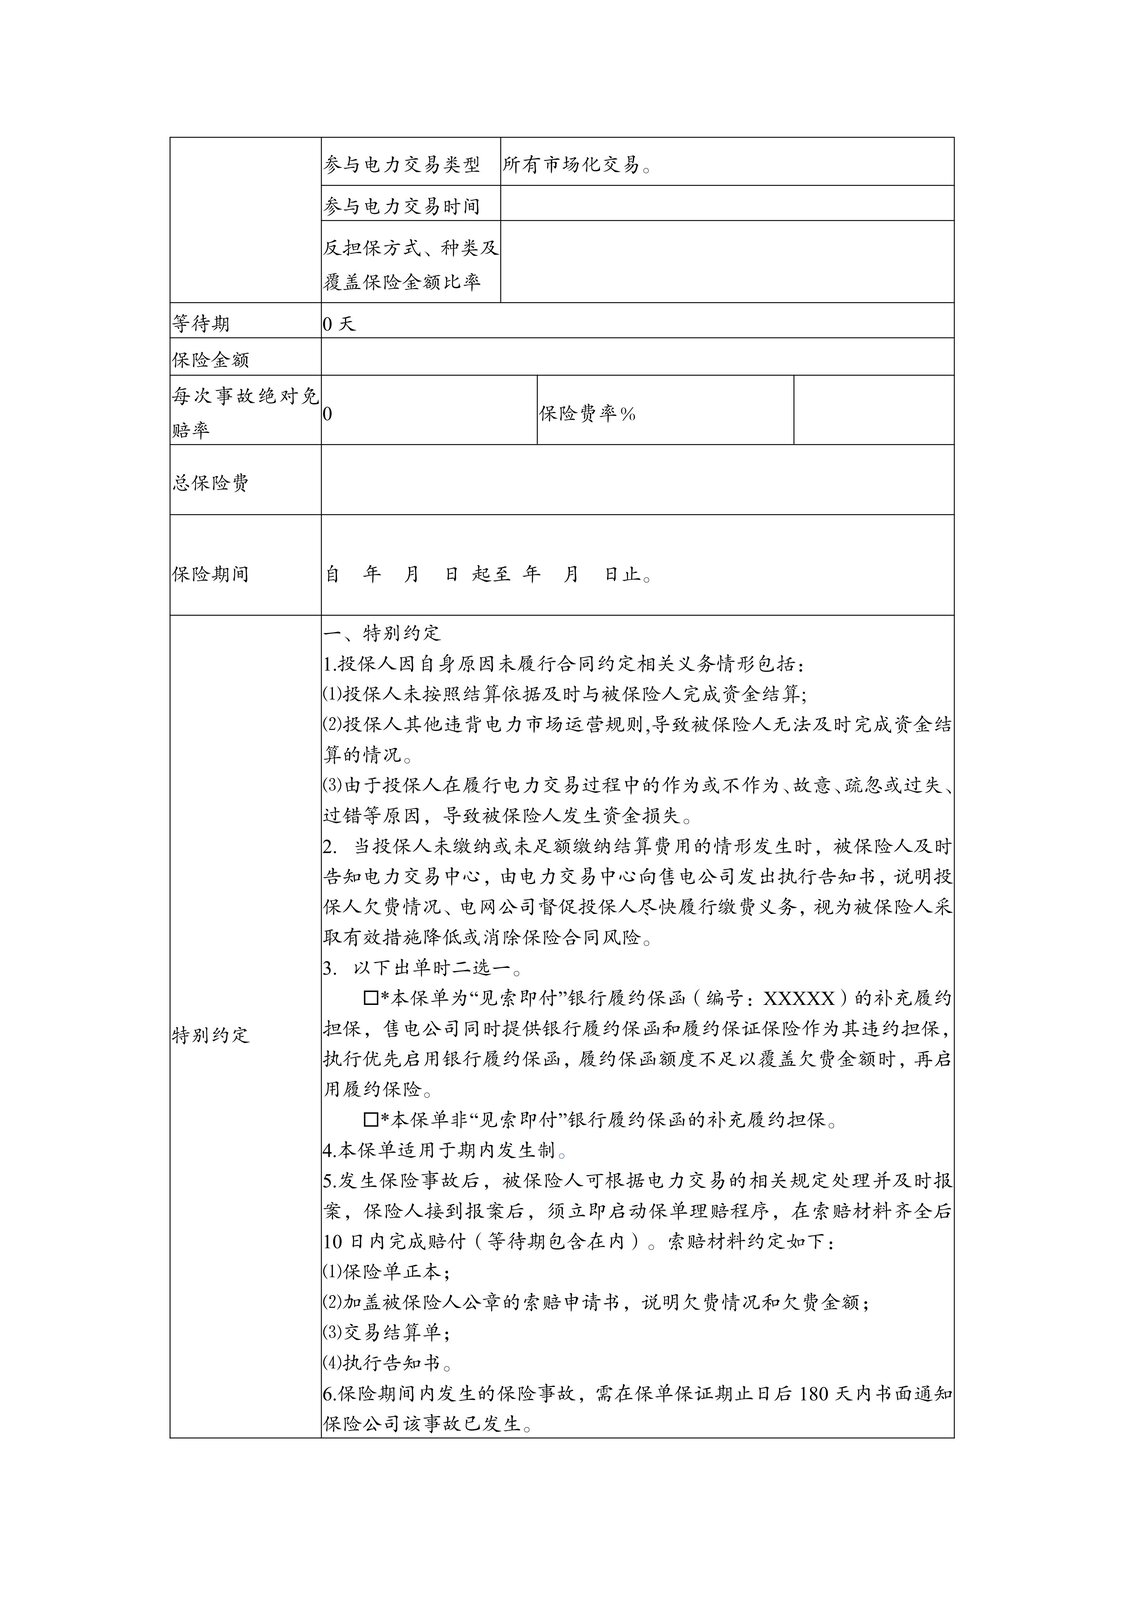 参与电力交易类型 所有市场化交易。
参与电力交易时间
反担保方式、种类及
覆盖保险金额比率
等待期 0 天
保险金额
每次事故绝对免
赔率 0 保险费率%
总保险费
保险期间 自 年 月 日 起至 年 月 日止。
特别约定
一、特别约定
1.投保人因自身原因未履行合同约定相关义务情形包括：
⑴投保人未按照结算依据及时与被保险人完成资金结算;
⑵投保人其他违背电力市场运营规则,导致被保险人无法及时完成资金结
算的情况。
⑶由于投保人在履行电力交易过程中的作为或不作为、故意、疏忽或过失、
过错等原因，导致被保险人发生资金损失。
2. 当投保人未缴纳或未足额缴纳结算费用的情形发生时，被保险人及时
告知电力交易中心，由电力交易中心向售电公司发出执行告知书，说明投
保人欠费情况、电网公司督促投保人尽快履行缴费义务，视为被保险人采
取有效措施降低或消除保险合同风险。
3. 以下出单时二选一。
□*本保单为“见索即付”银行履约保函（编号：XXXXX）的补充履约
担保，售电公司同时提供银行履约保函和履约保证保险作为其违约担保，
执行优先启用银行履约保函，履约保函额度不足以覆盖欠费金额时，再启
用履约保险。
□*本保单非“见索即付”银行履约保函的补充履约担保。
4.本保单适用于期内发生制。
5.发生保险事故后，被保险人可根据电力交易的相关规定处理并及时报
案，保险人接到报案后，须立即启动保单理赔程序，在索赔材料齐全后
10 日内完成赔付（等待期包含在内）。索赔材料约定如下：
⑴保险单正本；
⑵加盖被保险人公章的索赔申请书，说明欠费情况和欠费金额；
⑶交易结算单；
⑷执行告知书。
6.保险期间内发生的保险事故，需在保单保证期止日后 180 天内书面通知
保险公司该事故已发生。